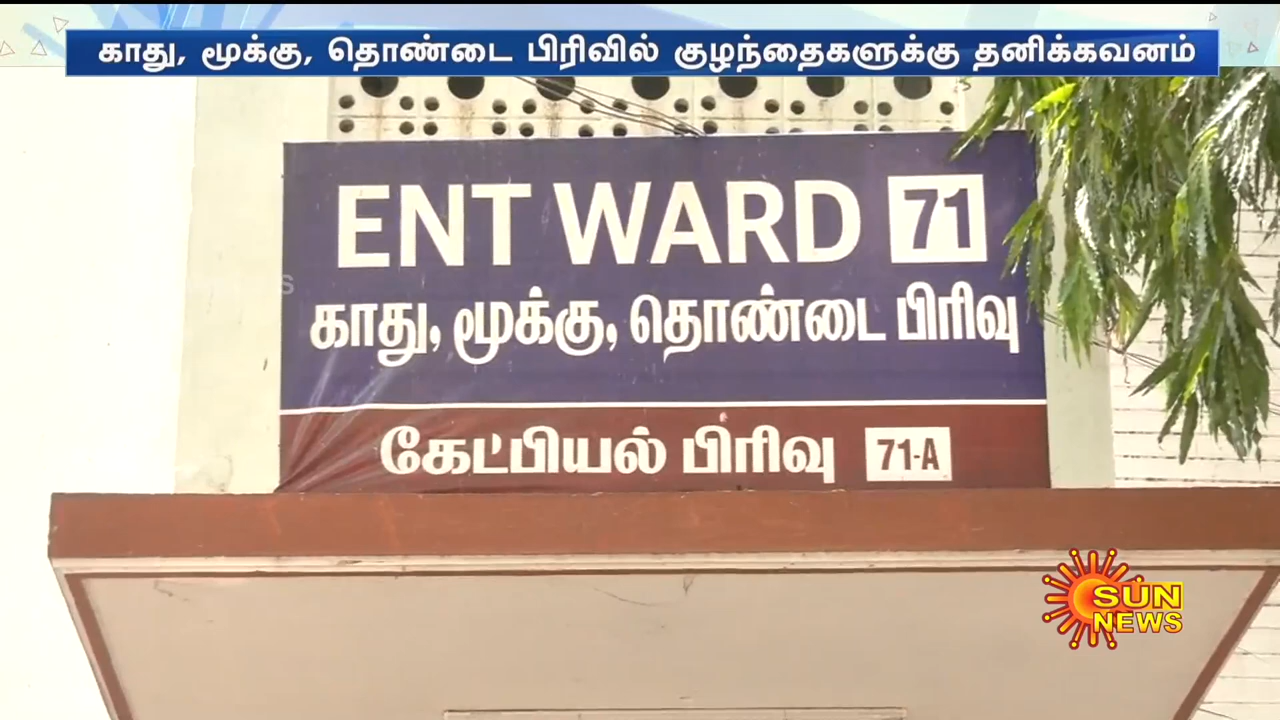 காது, மூக்கு, தொண்டை பிரிவில் குழந்தைகளுக்கு தனிக்கவனம்
ENT WARD 71
காது, மூக்கு, தொண்டை பிரிவு
கேட்பியல் பிரிவு 71-A
SUN
NEWS